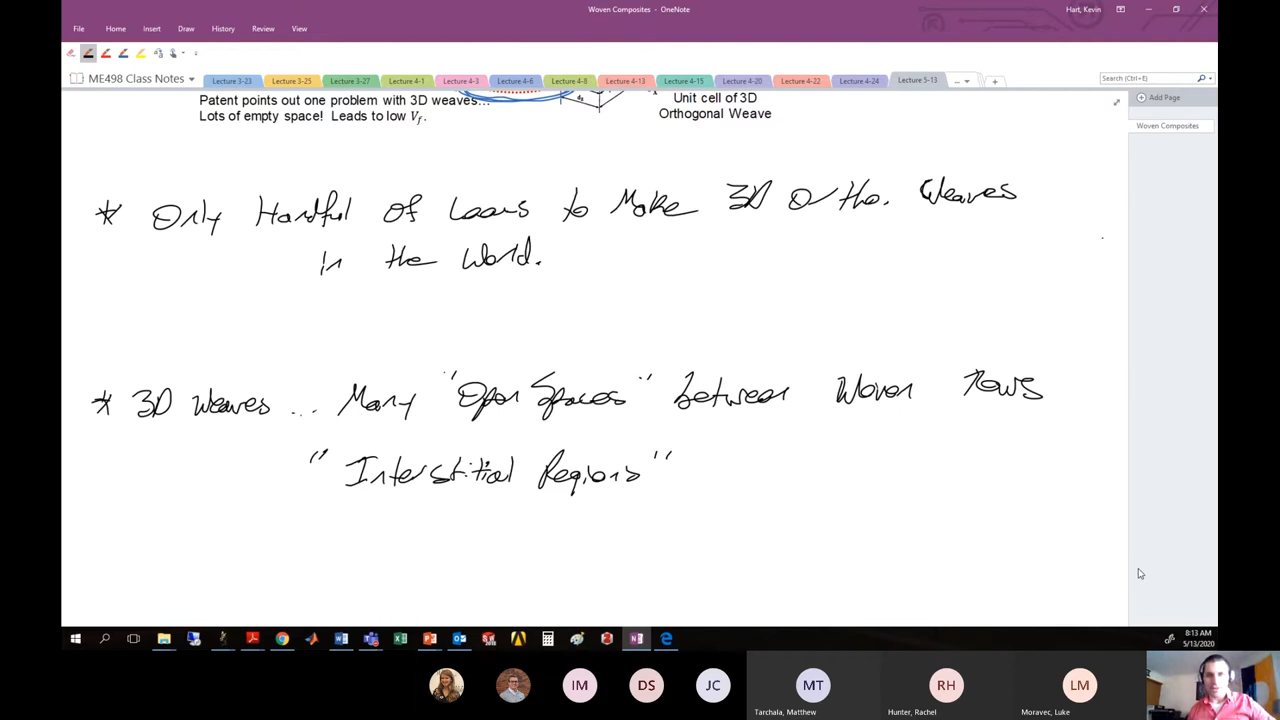 Woven Composites - OneNote
Hart, Kevin
File Home Insert Draw History Review View
ME498 Class Notes
Lecture 3-23 Lecture 3-25 Lecture 3-27 Lecture 4-1 Lecture 4-3 Lecture 4-6 Lecture 4-8 Lecture 4-13 Lecture 4-15 Lecture 4-20 Lecture 4-22 Lecture 4-24 Lecture 5-13 ...
Search (Ctrl+E)
Add Page
Woven Composites
Patent points out one problem with 3D weaves...
Lots of empty space! Leads to low Vf.
Unit cell of 3D
Orthogonal Weave
* Only Handful of Looms to Make 3D Ortho. Weaves
in the World.
* 3D Weaves ... Many "Open Spaces" between Woven Tows
"Interstitial Regions"
8:13 AM
5/13/2020
IM DS JC MT RH LM
Tarchala, Matthew
Hunter, Rachel
Moravec, Luke